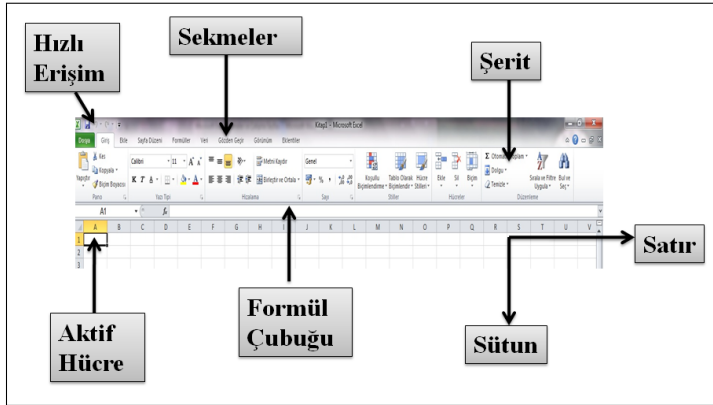 Hızlı
Erişim
Sekmeler
Şerit
Kitap1 - Microsoft Excel
Dosya Giriş Ekle Sayfa Düzeni Formüller Veri Gözden Geçir Görünüm Eklentiler
Yapıştır
Kes
Kopyala
Biçim Boyacısı
Pano
Calibri 11
K T A
Yazı Tipi
Metni Kaydır
Birleştir ve Ortala
Hizalama
Genel
%
Sayı
Koşullu
Biçimlendirme
Tablo Olarak
Biçimlendir
Hücre
Stilleri
Stiller
Ekle Sil Biçim
Hücreler
Σ Otomatik Toplam
Dolgu
Temizle
Sırala ve Filtre
Uygula
Bul ve
Seç
Düzenleme
A1 fx
A B C D E F G H I J K L M N O P Q R S T U V
1
2
3
Satır
Formül
Çubuğu
Aktif
Hücre
Sütun